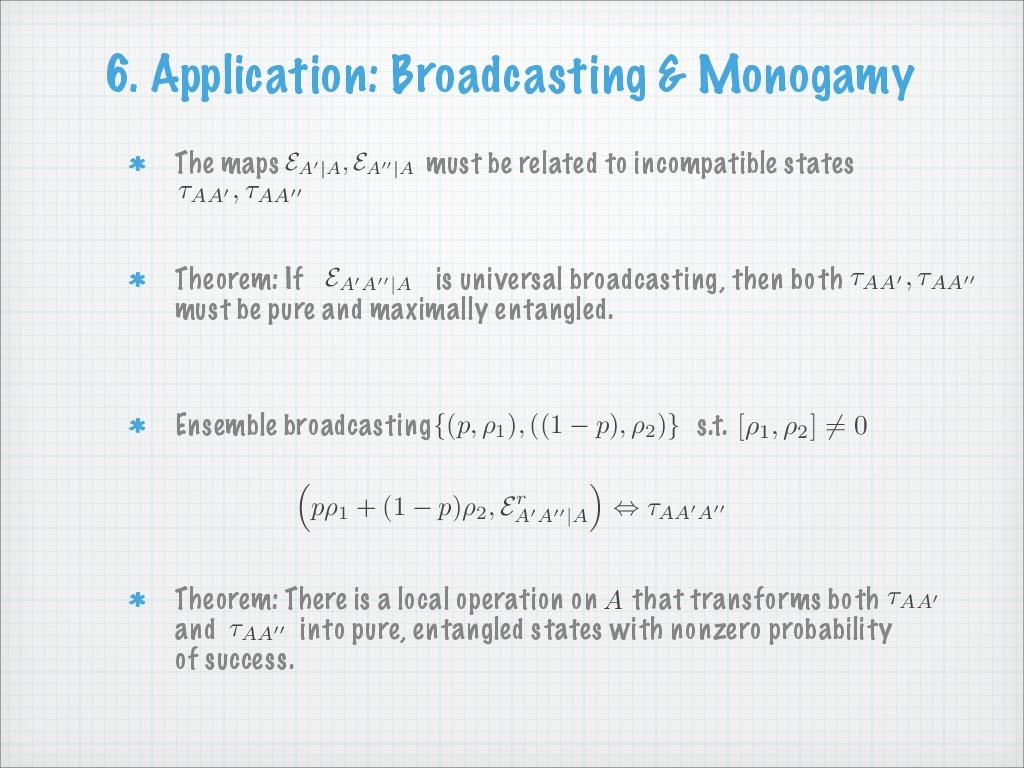 6. Application: Broadcasting & Monogamy
* The maps $\mathcal{E}_{A'|A}, \mathcal{E}_{A''|A}$ must be related to incompatible states
$\tau_{AA'}, \tau_{AA''}$
* Theorem: If $\mathcal{E}_{A'A''|A}$ is universal broadcasting, then both $\tau_{AA'}, \tau_{AA''}$
must be pure and maximally entangled.
* Ensemble broadcasting $\{(p, \rho_1), ((1 - p), \rho_2)\}$ s.t. $[\rho_1, \rho_2] \neq 0$
$\left(p\rho_1 + (1 - p)\rho_2, \mathcal{E}^r_{A'A''|A}\right) \Leftrightarrow \tau_{AA'A''}$
* Theorem: There is a local operation on $A$ that transforms both $\tau_{AA'}$
and $\tau_{AA''}$ into pure, entangled states with nonzero probability
of success.